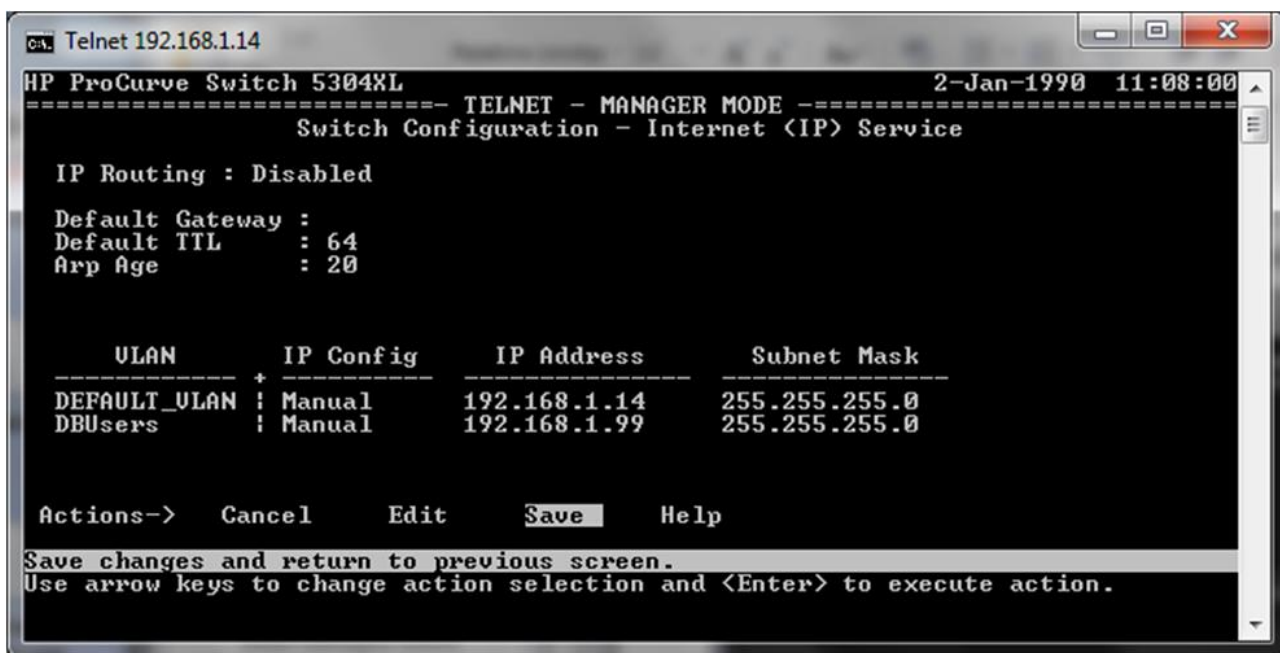 Telnet 192.168.1.14
HP ProCurve Switch 5304XL 2-Jan-1990 11:08:00
===========================- TELNET - MANAGER MODE -============================
Switch Configuration - Internet (IP) Service
IP Routing : Disabled
Default Gateway :
Default TTL : 64
Arp Age : 20
VLAN IP Config IP Address Subnet Mask
------------ + ---------- --------------- ---------------
DEFAULT_VLAN | Manual 192.168.1.14 255.255.255.0
DBUsers | Manual 192.168.1.99 255.255.255.0
Actions-> Cancel Edit Save Help
Save changes and return to previous screen.
Use arrow keys to change action selection and <Enter> to execute action.